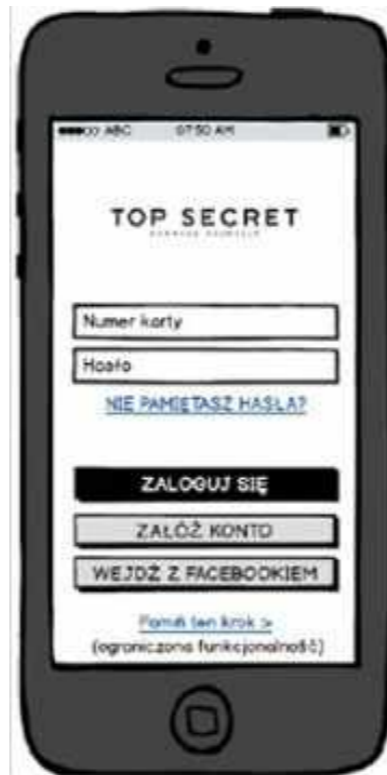 ABC 07:50 AM
TOP SECRET
Numer karty
Hasło
NIE PAMIĘTASZ HASŁA?
ZALOGUJ SIĘ
ZAŁÓŻ KONTO
WEJDŹ Z FACEBOOKIEM
Pomiń ten krok >
(ograniczona funkcjonalność)